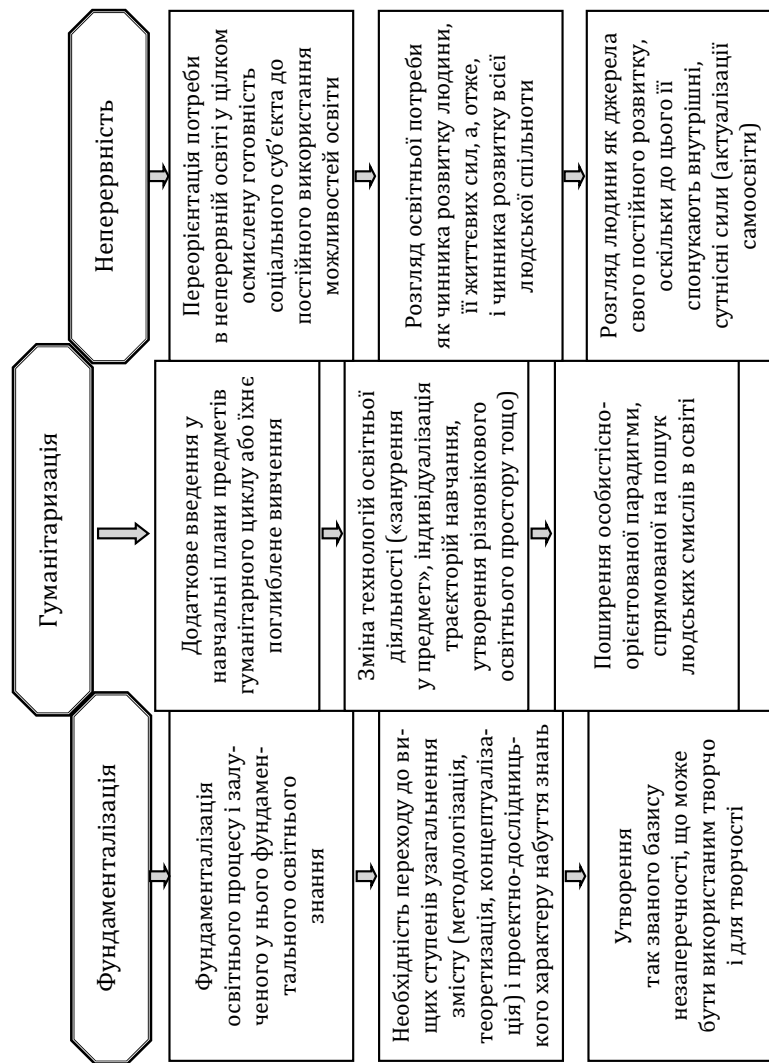 Фундаменталізація
Фундаменталізація
освітнього процесу і залу-
ченого у нього фундамен-
тального освітнього
знання
Необхідність переходу до ви-
щих ступенів узагальнення
змісту (методологізація,
теоретизація, концептуаліза-
ція) і проектно-дослідниць-
кого характеру набуття знань
Утворення
так званого базису
незаперечності, що може
бути використаним творчо
і для творчості
Гуманітаризація
Додаткове введення у
навчальні плани предметів
гуманітарного циклу або їхнє
поглиблене вивчення
Зміна технологій освітньої
діяльності («занурення
у предмет», індивідуалізація
траєкторій навчання,
утворення різновікового
освітнього простору тощо)
Поширення особистісно-
орієнтованої парадигми,
спрямованої на пошук
людських смислів в освіті
Неперервність
Переорієнтація потреби
в неперервній освіті у цілком
осмислену готовність
соціального суб’єкта до
постійного використання
можливостей освіти
Розгляд освітньої потреби
як чинника розвитку людини,
її життєвих сил, а, отже,
і чинника розвитку всієї
людської спільноти
Розгляд людини як джерела
свого постійного розвитку,
оскільки до цього її
спонукають внутрішні,
сутнісні сили (актуалізації
самоосвіти)